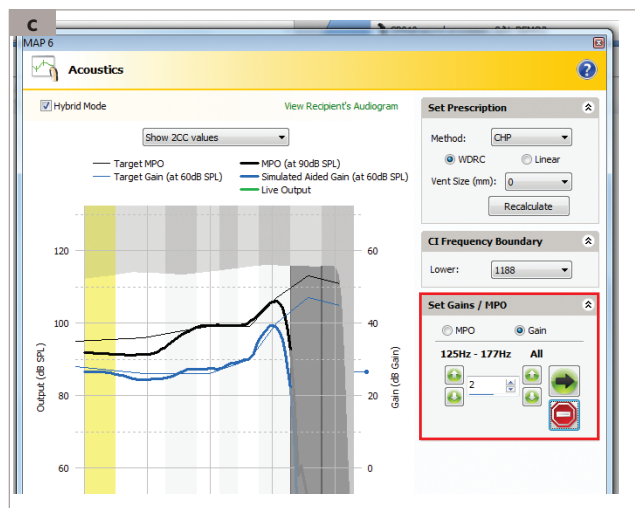 C
MAP 6
Acoustics
Hybrid Mode
View Recipient's Audiogram
Show 2CC values
Target MPO
MPO (at 90dB SPL)
Target Gain (at 60dB SPL)
Simulated Aided Gain (at 60dB SPL)
Live Output
120
100
80
60
Output (dB SPL)
60
40
20
0
Gain (dB Gain)
Set Prescription
Method: CHP
WDRC Linear
Vent Size (mm): 0
Recalculate
CI Frequency Boundary
Lower: 1188
Set Gains / MPO
MPO Gain
125Hz - 177Hz All
2